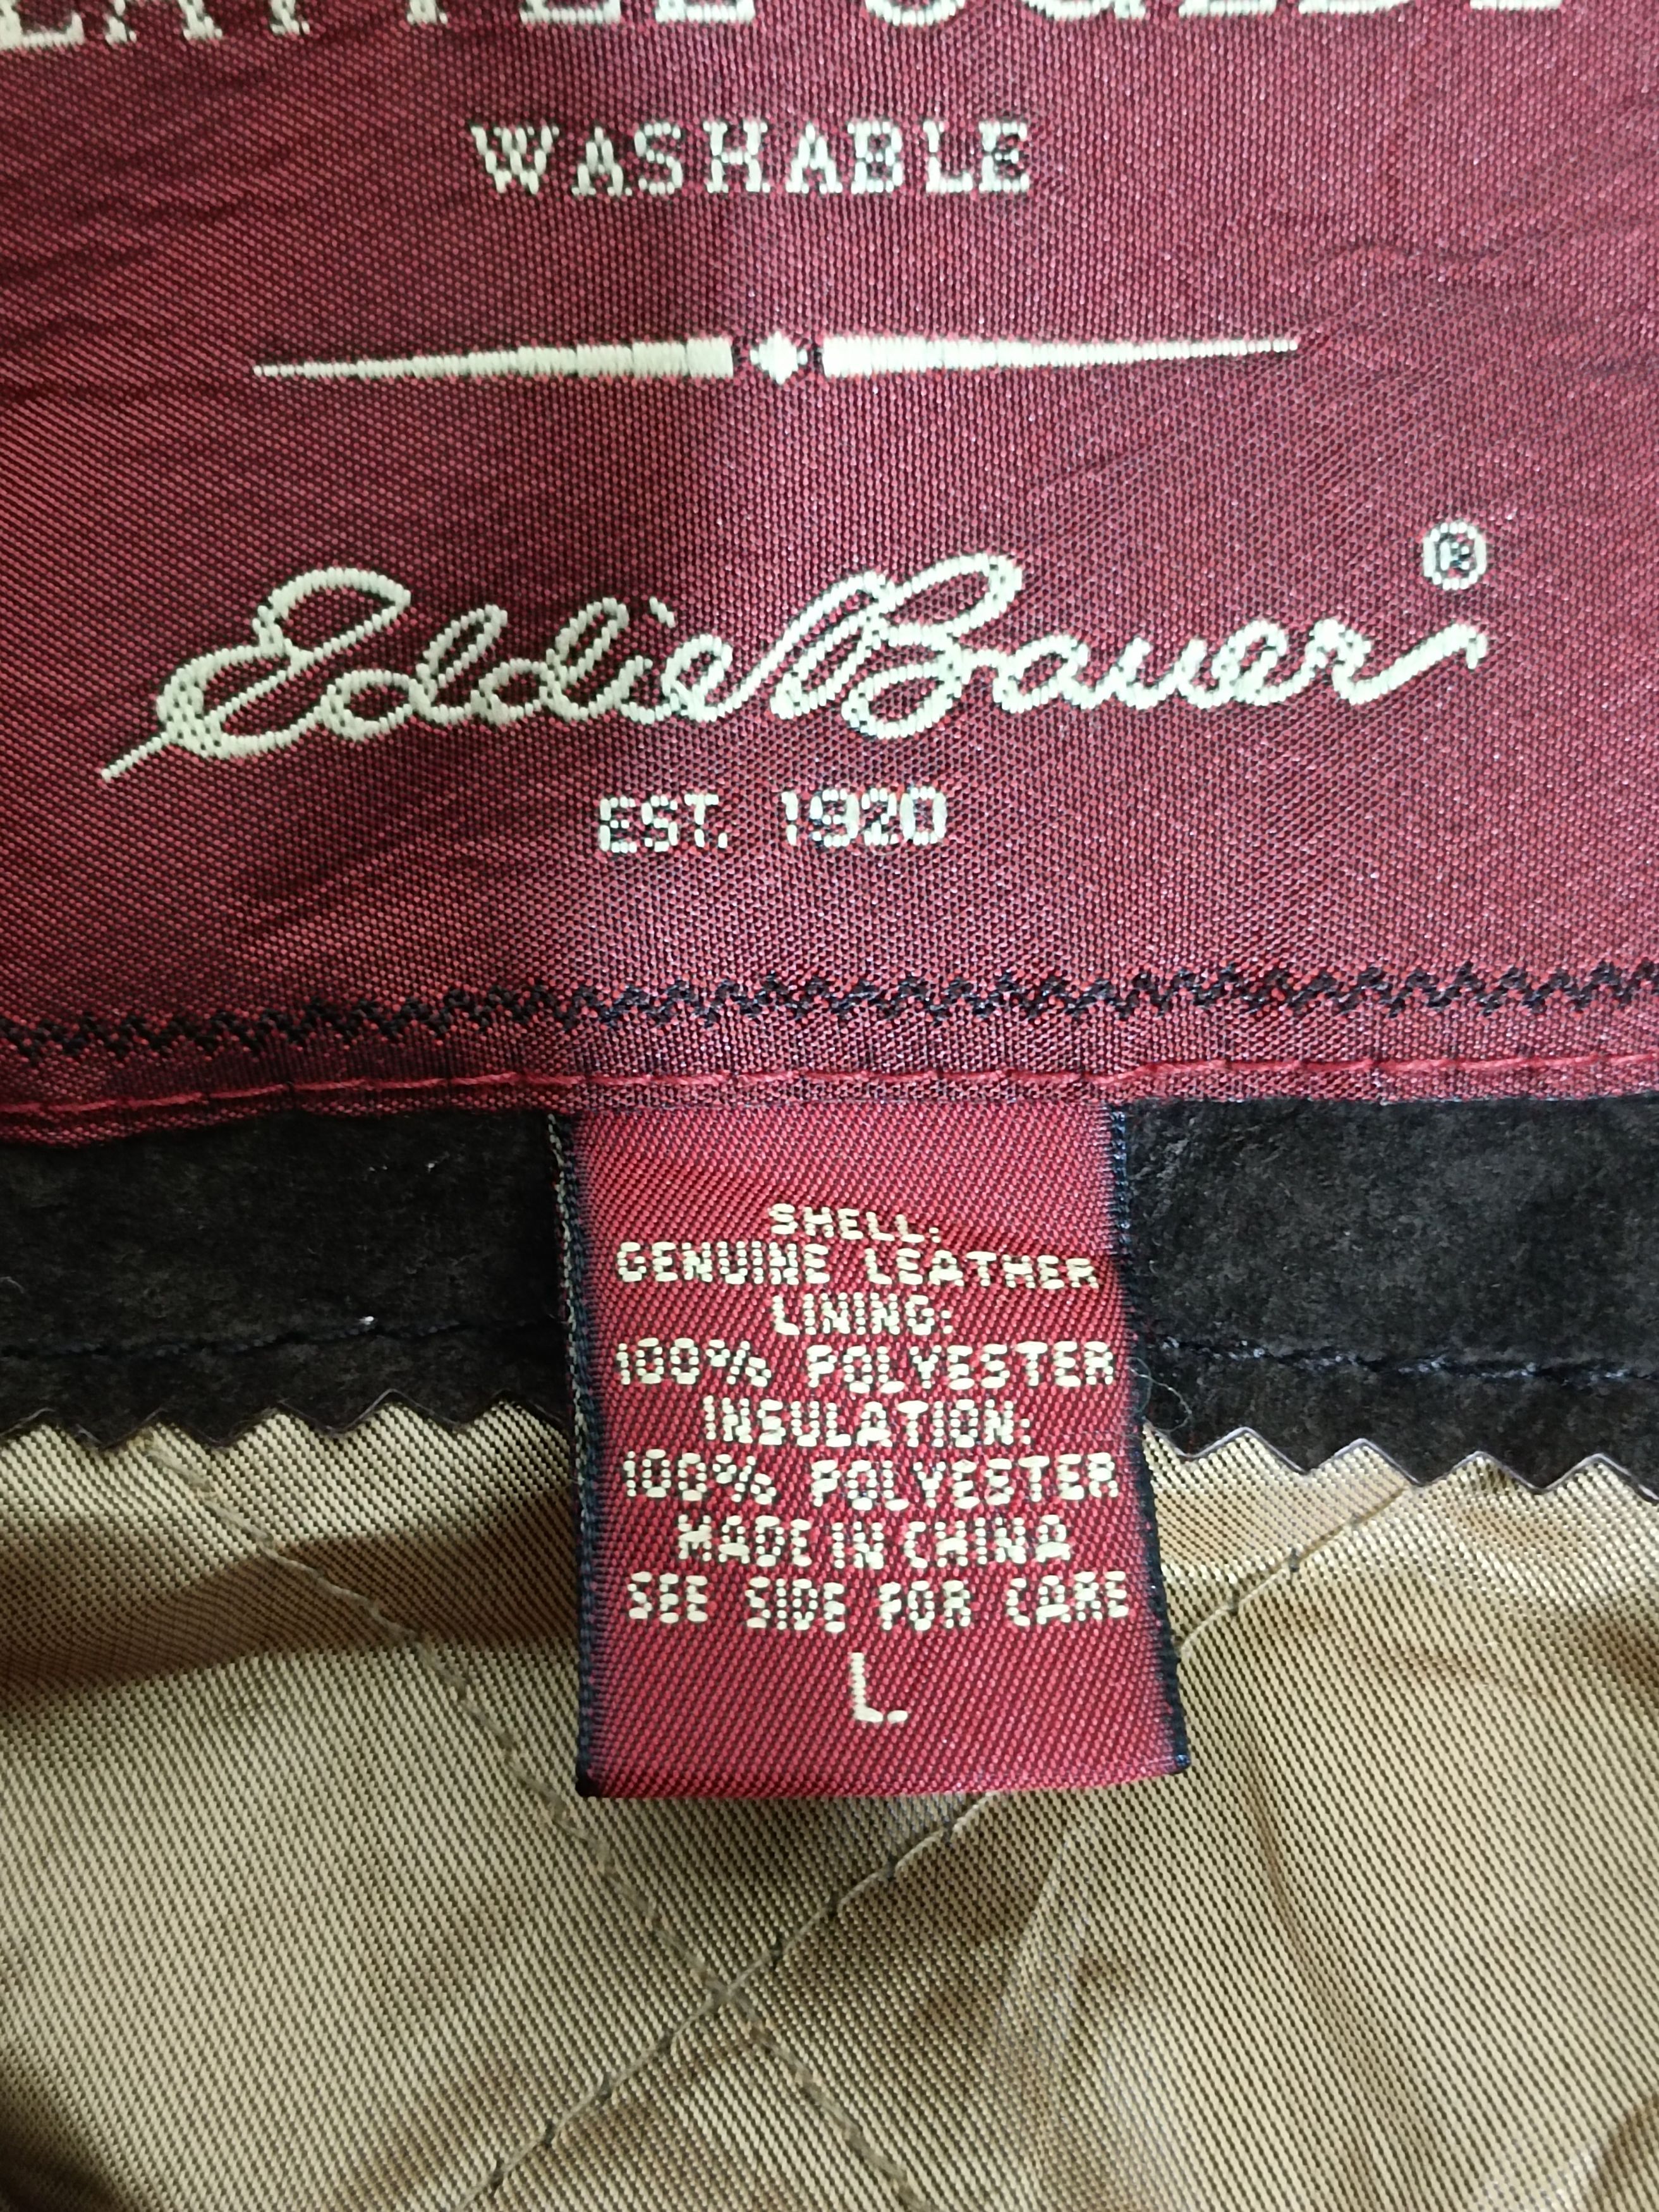 WASHABLE
Eddie Bauer®
EST. 1920
SHELL:
GENUINE LEATHER
LINING:
100% POLYESTER
INSULATION:
100% POLYESTER
MADE IN CHINA
SEE SIDE FOR CARE
L